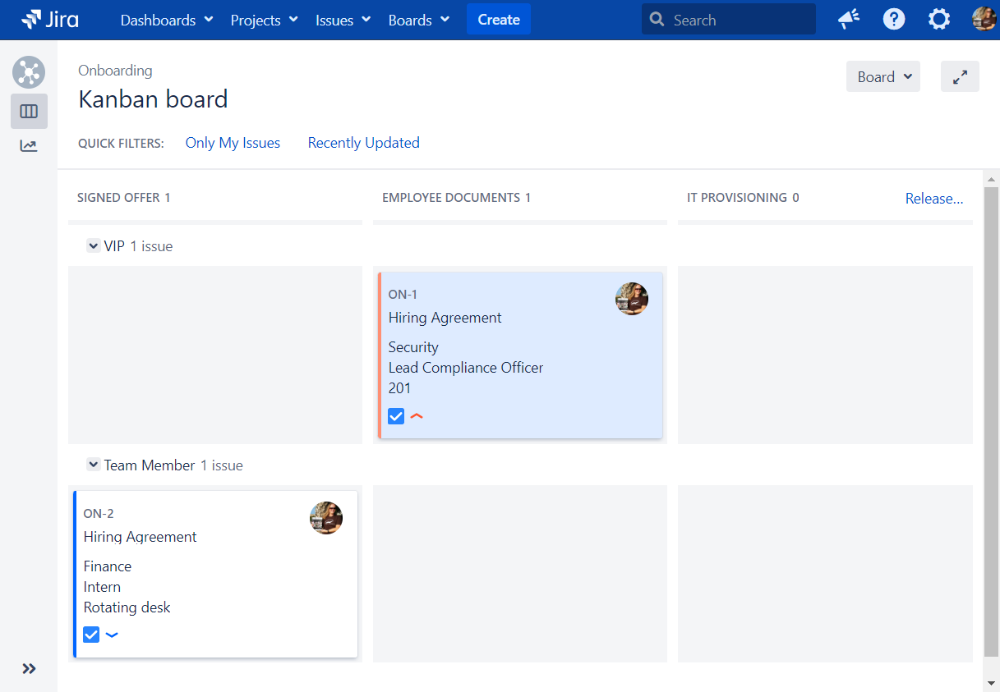 Jira Dashboards Projects Issues Boards Create Search
Onboarding
Kanban board
Board
QUICK FILTERS: Only My Issues Recently Updated
SIGNED OFFER 1 EMPLOYEE DOCUMENTS 1 IT PROVISIONING 0 Release...
VIP 1 issue
ON-1
Hiring Agreement
Security
Lead Compliance Officer
201
Team Member 1 issue
ON-2
Hiring Agreement
Finance
Intern
Rotating desk